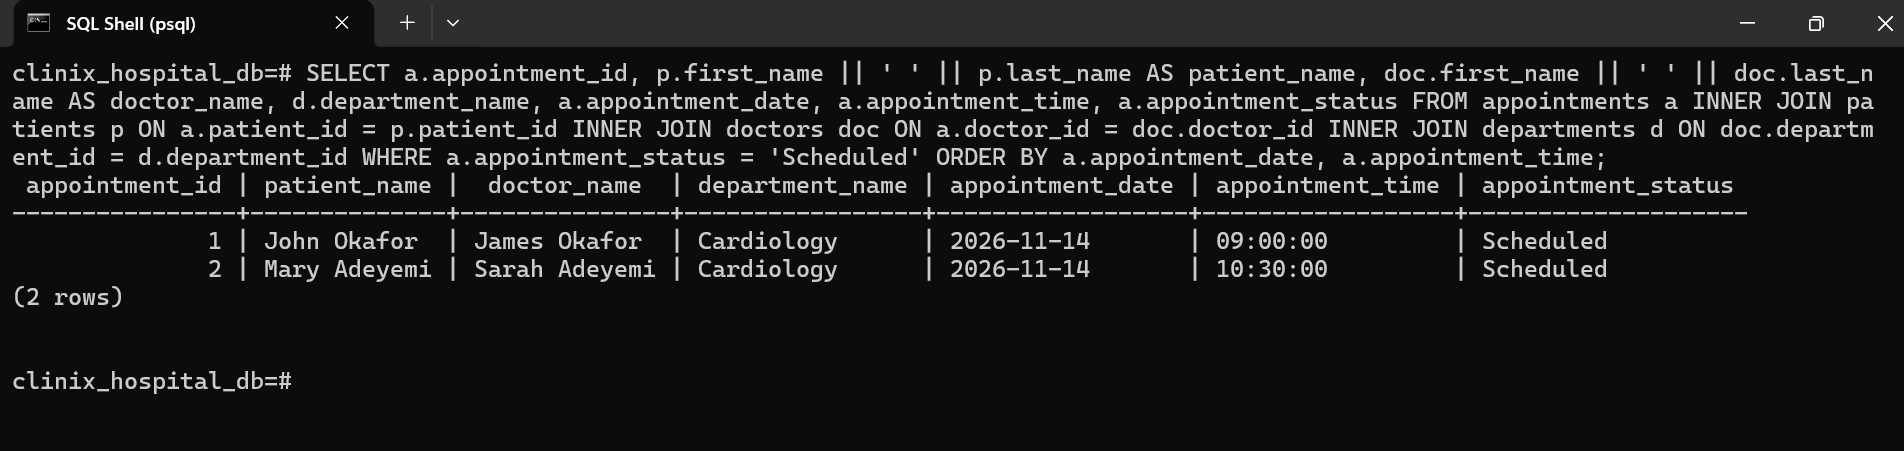 SQL Shell (psql)
clinix_hospital_db=# SELECT a.appointment_id, p.first_name || ' ' || p.last_name AS patient_name, doc.first_name || ' ' || doc.last_n
ame AS doctor_name, d.department_name, a.appointment_date, a.appointment_time, a.appointment_status FROM appointments a INNER JOIN pa
tients p ON a.patient_id = p.patient_id INNER JOIN doctors doc ON a.doctor_id = doc.doctor_id INNER JOIN departments d ON doc.departm
ent_id = d.department_id WHERE a.appointment_status = 'Scheduled' ORDER BY a.appointment_date, a.appointment_time;
 appointment_id | patient_name |  doctor_name  | department_name | appointment_date | appointment_time | appointment_status
----------------+--------------+---------------+-----------------+------------------+------------------+--------------------
              1 | John Okafor  | James Okafor  | Cardiology      | 2026-11-14       | 09:00:00         | Scheduled
              2 | Mary Adeyemi | Sarah Adeyemi | Cardiology      | 2026-11-14       | 10:30:00         | Scheduled
(2 rows)
clinix_hospital_db=#